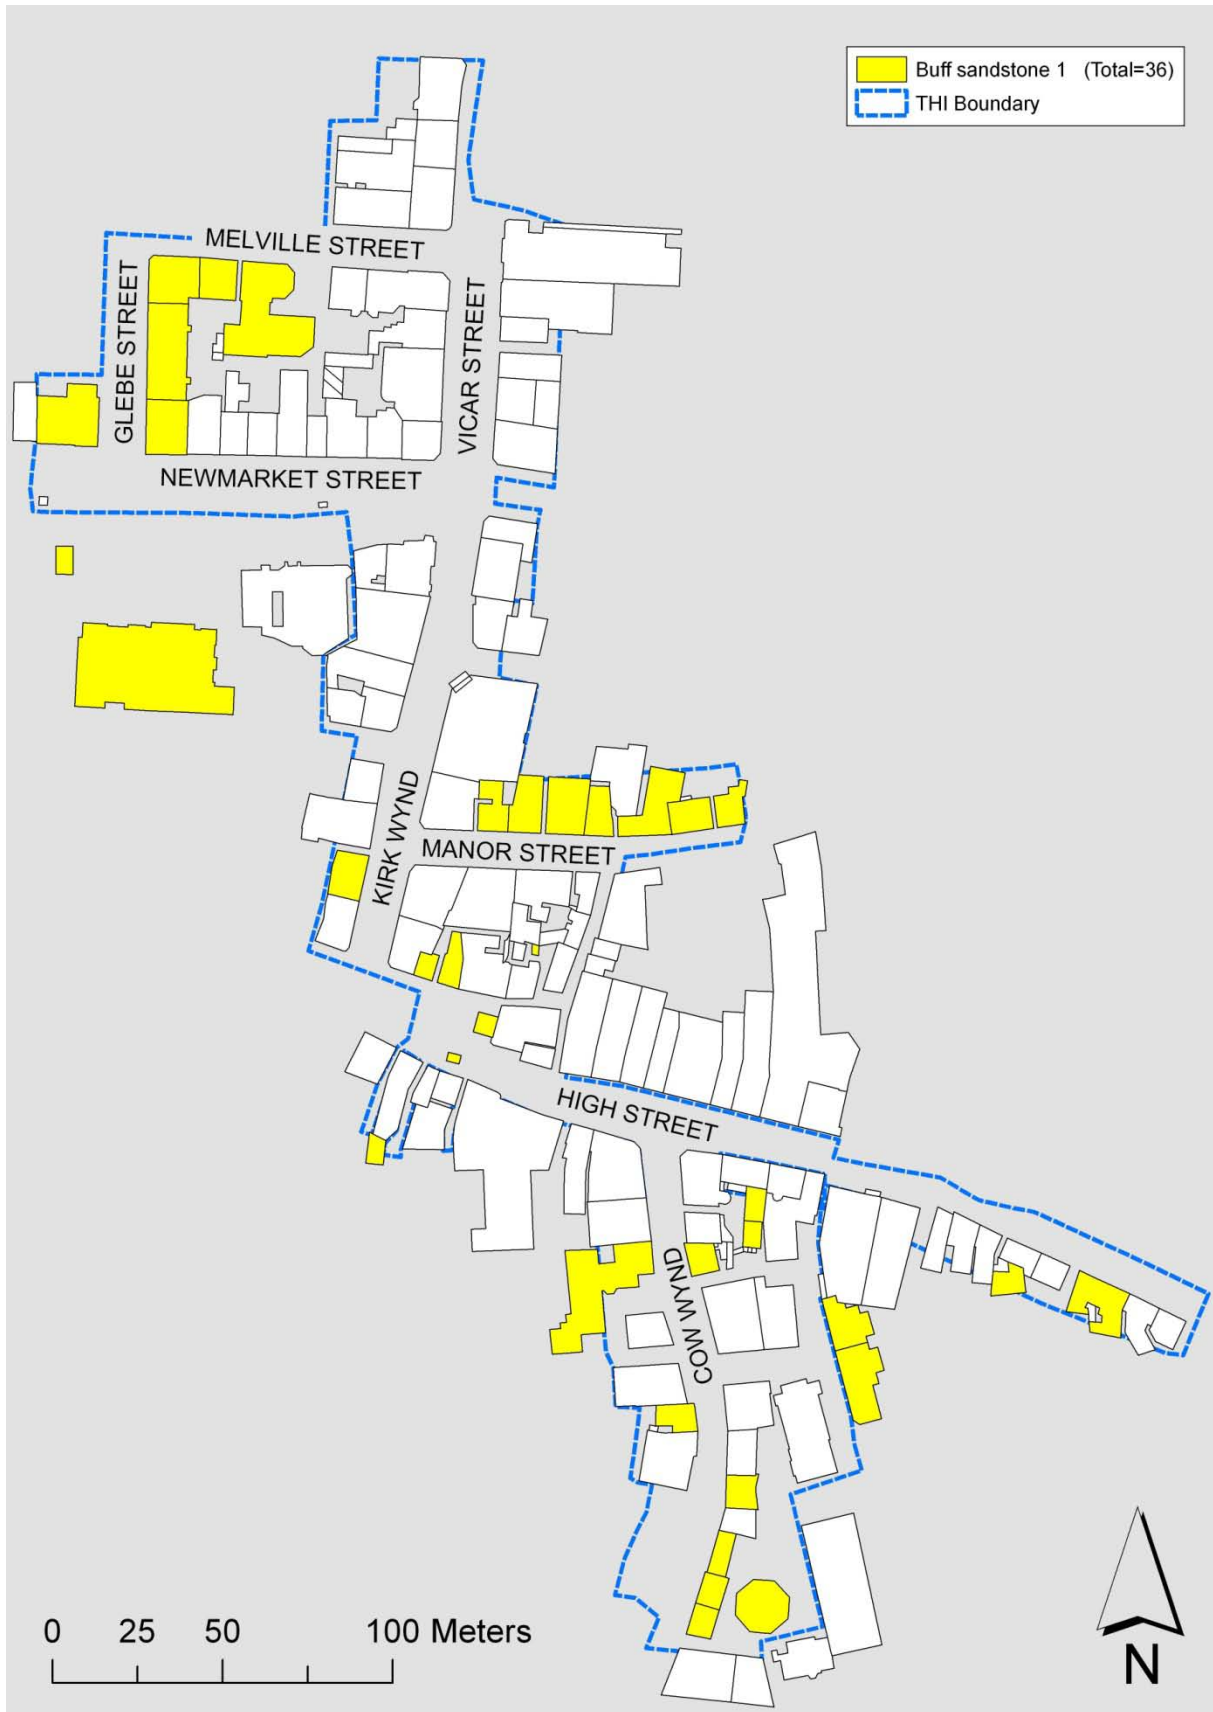 Buff sandstone 1 (Total=36)
THI Boundary
MELVILLE STREET
GLEBE STREET
VICAR STREET
NEWMARKET STREET
KIRK WYND
MANOR STREET
HIGH STREET
COW WYND
0 25 50 100 Meters
N